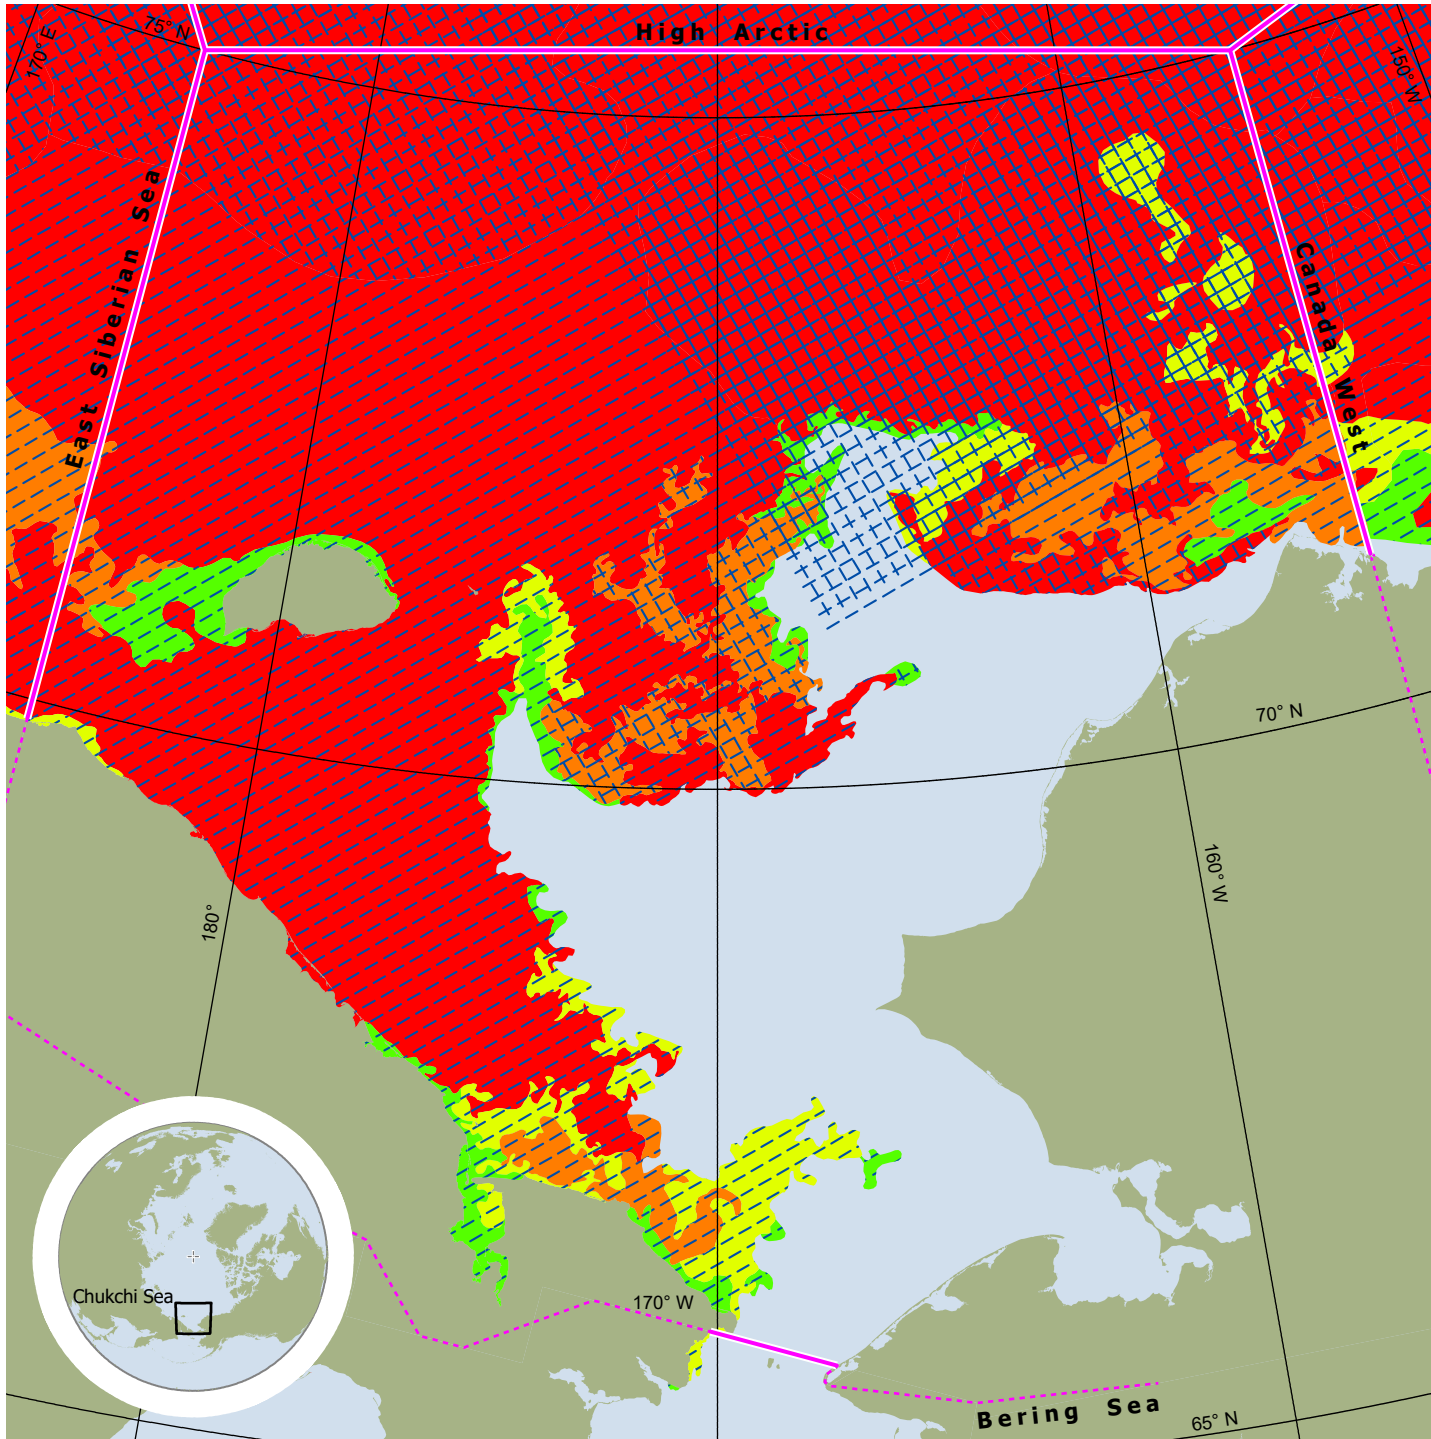 High Arctic
75° N
170° E
150° W
East Siberian Sea
Canada West
70° N
160° W
180°
Chukchi Sea
170° W
Bering Sea
65° N